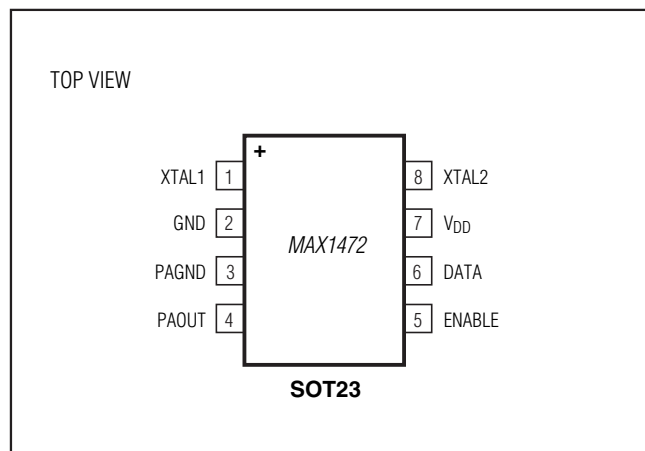 TOP VIEW
+
XTAL1 1 8 XTAL2
GND 2 7 VDD
MAX1472
PAGND 3 6 DATA
PAOUT 4 5 ENABLE
SOT23